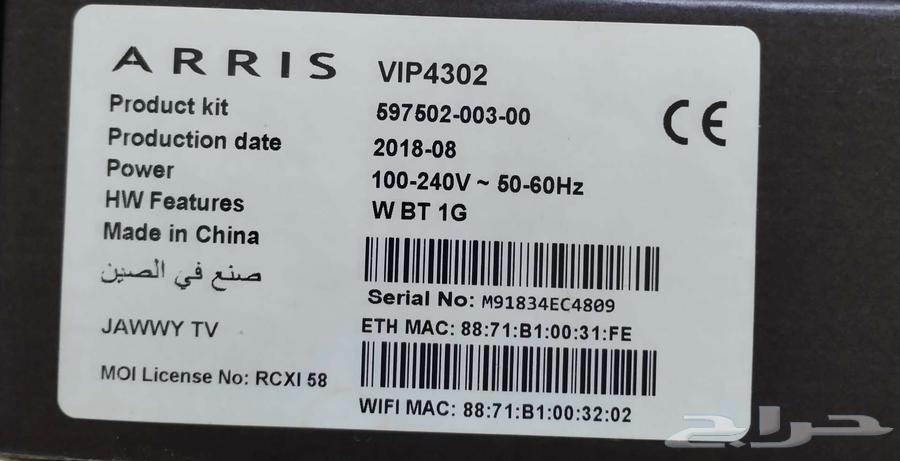 ARRIS VIP4302
Product kit 597502-003-00
Production date 2018-08
Power 100-240V ~ 50-60Hz
HW Features W BT 1G
Made in China
صنع في الصين
Serial No: M91834EC4809
JAWWY TV
ETH MAC: 88:71:B1:00:31:FE
MOI License No: RCXI 58
WIFI MAC: 88:71:B1:00:32:02
CE
حراج